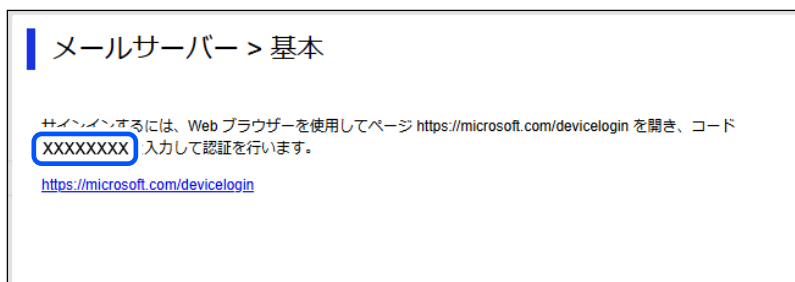 メールサーバー > 基本
サインインするには、Web ブラウザーを使用してページ https://microsoft.com/devicelogin を開き、コード
XXXXXXXX 入力して認証を行います。
https://microsoft.com/devicelogin